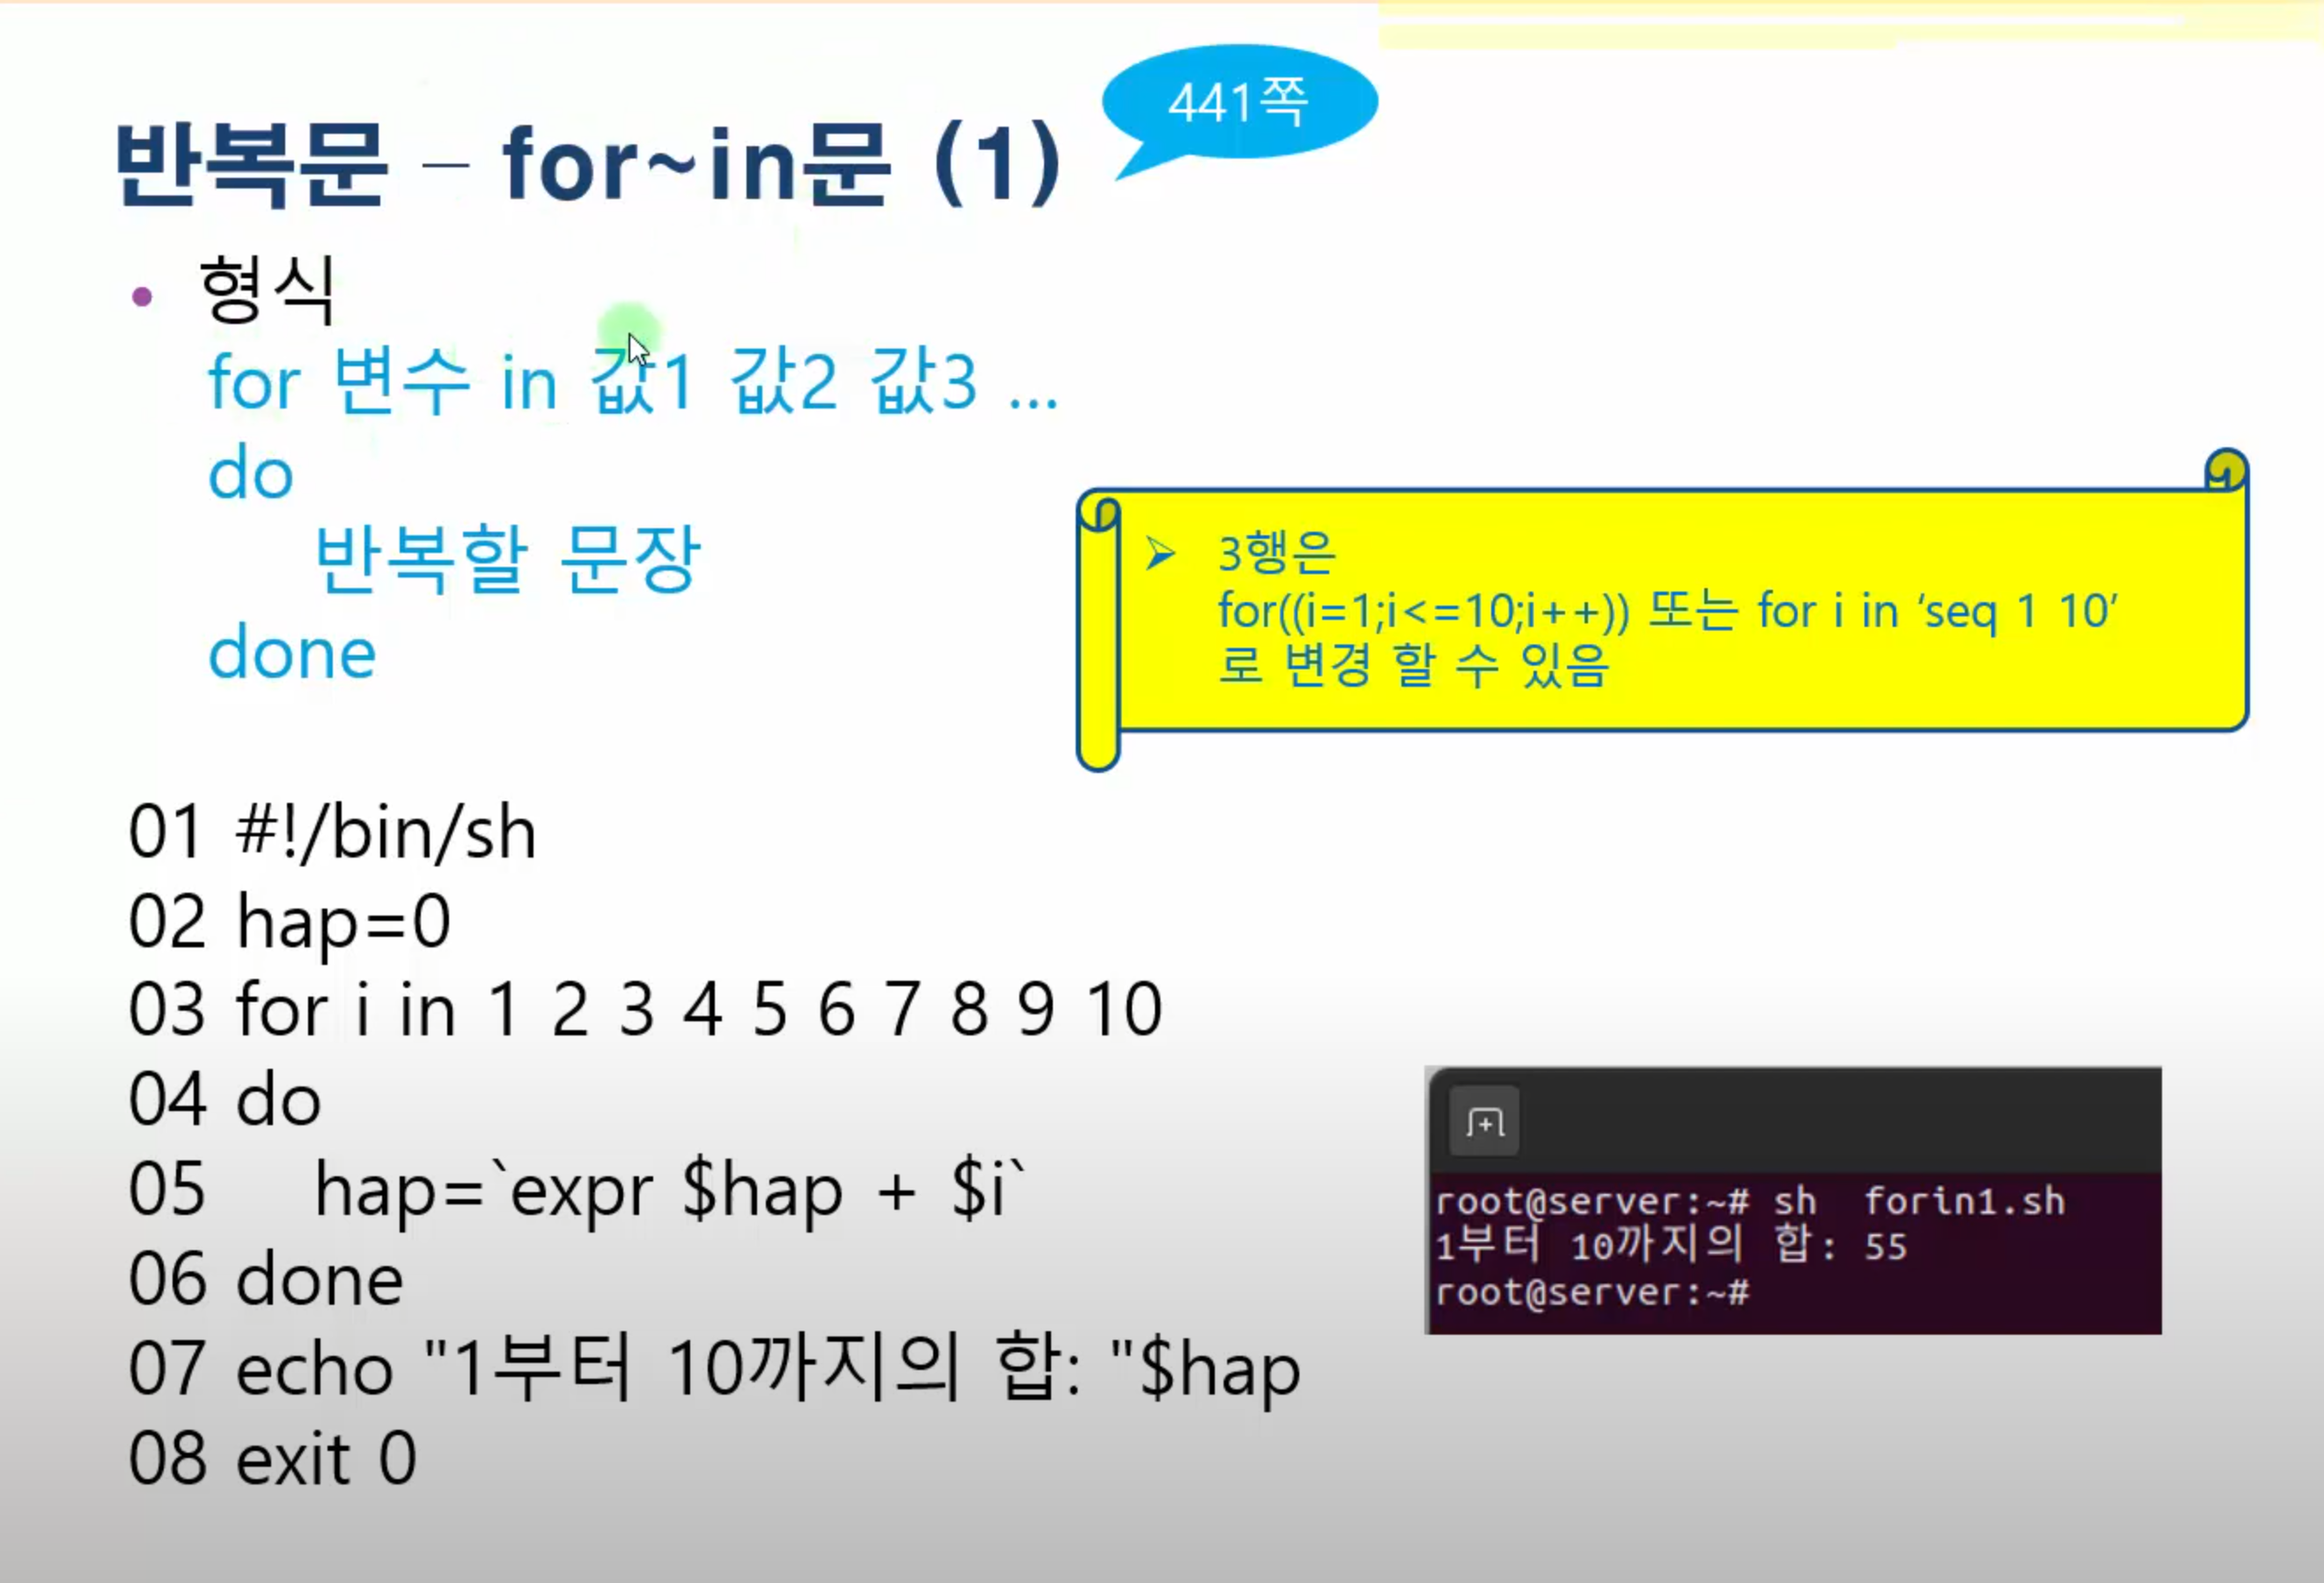 441쪽
반복문 – for~in문 (1)
• 형식
for 변수 in 값1 값2 값3 ...
do
반복할 문장
done
➢ 3행은
for((i=1;i<=10;i++)) 또는 for i in ‘seq 1 10’
로 변경 할 수 있음
01 #!/bin/sh
02 hap=0
03 for i in 1 2 3 4 5 6 7 8 9 10
04 do
05 hap=`expr $hap + $i`
06 done
07 echo "1부터 10까지의 합: "$hap
08 exit 0
root@server:~# sh  forin1.sh
1부터 10까지의 합: 55
root@server:~#